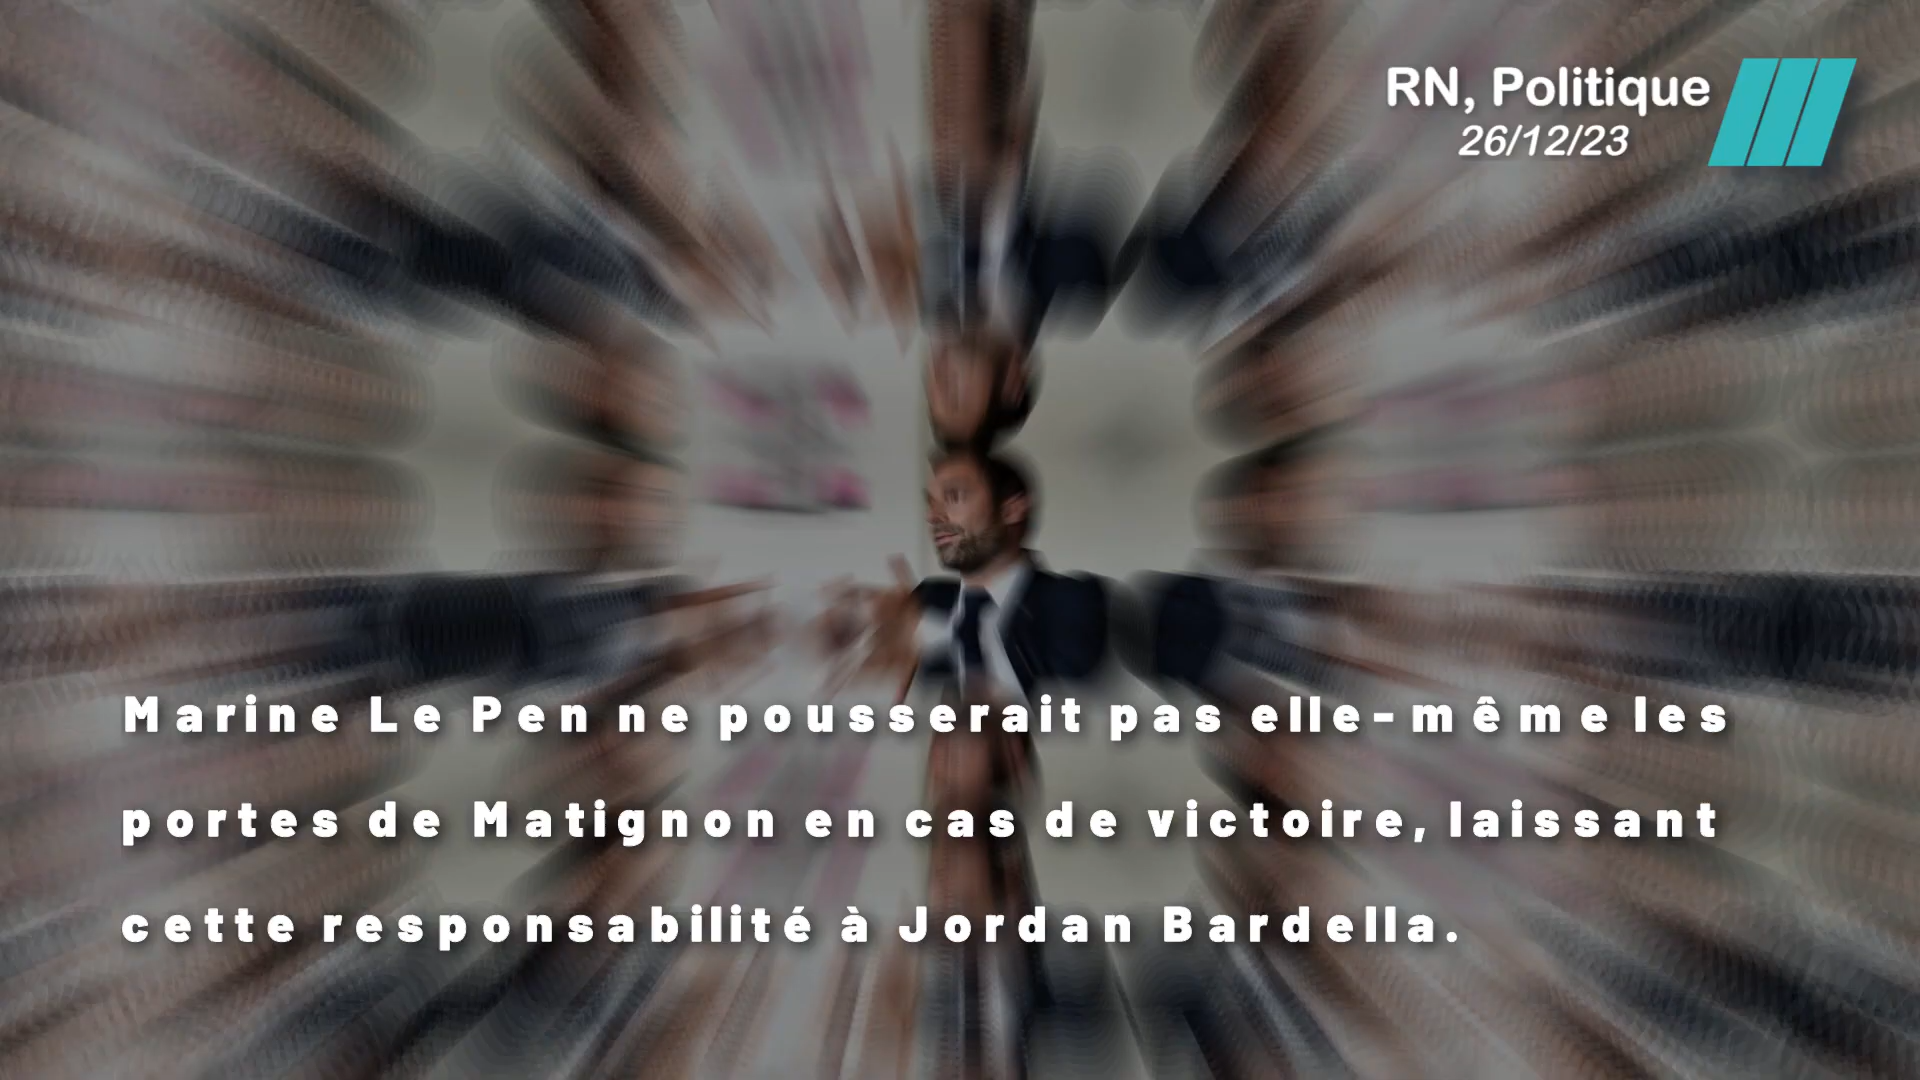 RN, Politique
26/12/23
Marine Le Pen ne pousserait pas elle-même les
portes de Matignon en cas de victoire, laissant
cette responsabilité à Jordan Bardella.